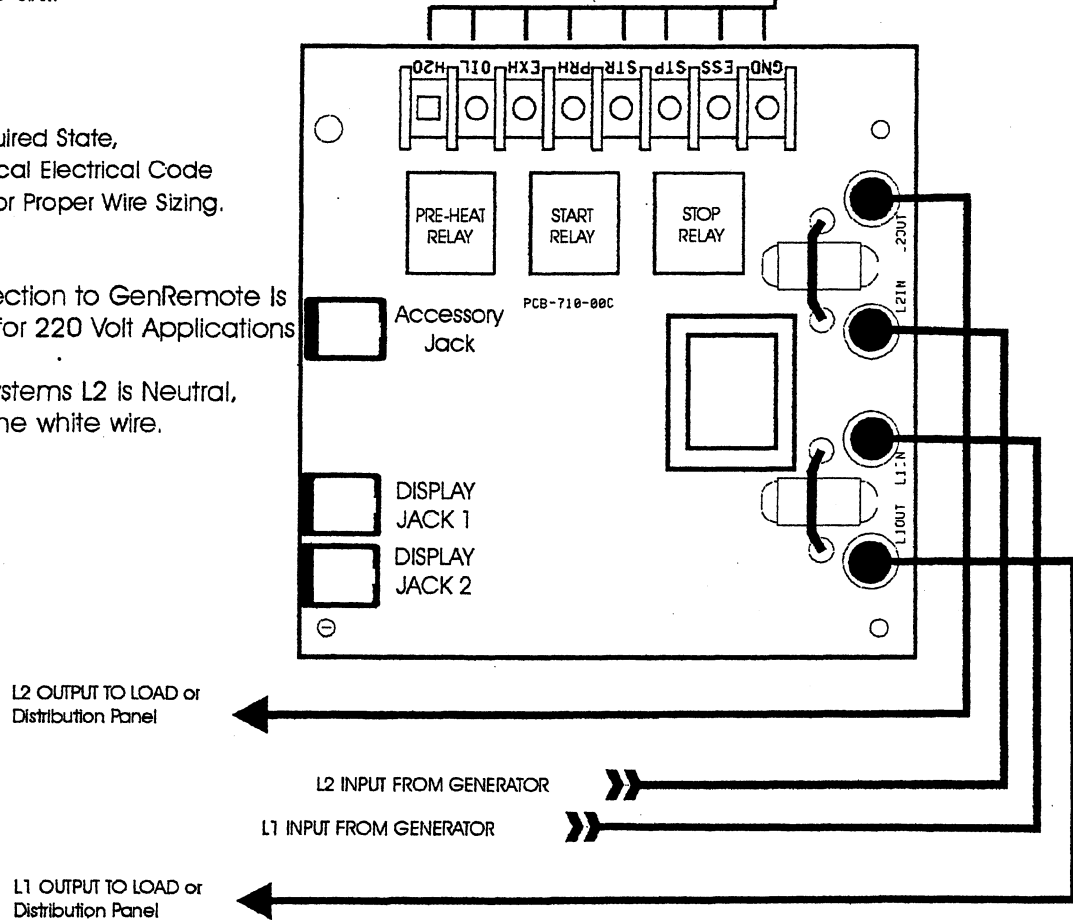 H2O OIL EXH PRH STR STP ESS GND
uired State,
cal Electrical Code
or Proper Wire Sizing.
PRE-HEAT
RELAY
START
RELAY
STOP
RELAY
L2OUT
ection to GenRemote Is
for 220 Volt Applications
PCB-710-00C
L2IN
Accessory
Jack
ystems L2 is Neutral,
he white wire.
L1IN
DISPLAY
JACK 1
L1OUT
DISPLAY
JACK 2
L2 OUTPUT TO LOAD or
Distribution Panel
L2 INPUT FROM GENERATOR
L1 INPUT FROM GENERATOR
L1 OUTPUT TO LOAD or
Distribution Panel